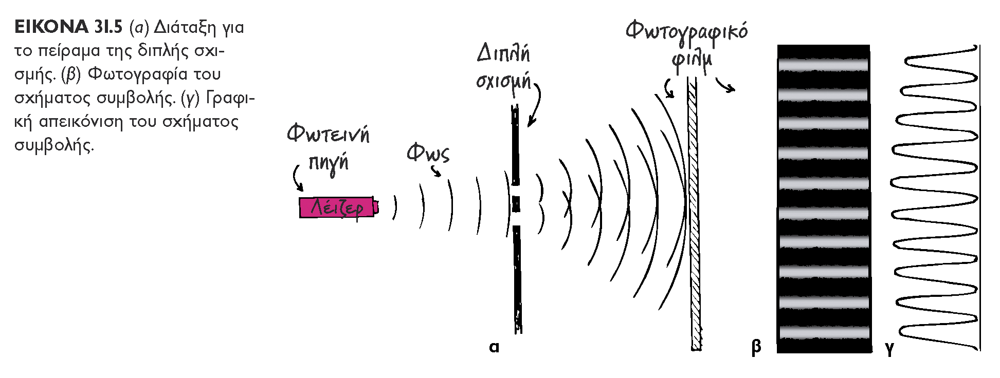 ΕΙΚΟΝΑ 31.5 (α) Διάταξη για
το πείραμα της διπλής σχι-
σμής. (β) Φωτογραφία του
σχήματος συμβολής. (γ) Γραφι-
κή απεικόνιση του σχήματος
συμβολής.
Φωτεινή
πηγή
Λέιζερ
Φως
Διπλή
σχισμή
Φωτογραφικό
φιλμ
α
β
γ